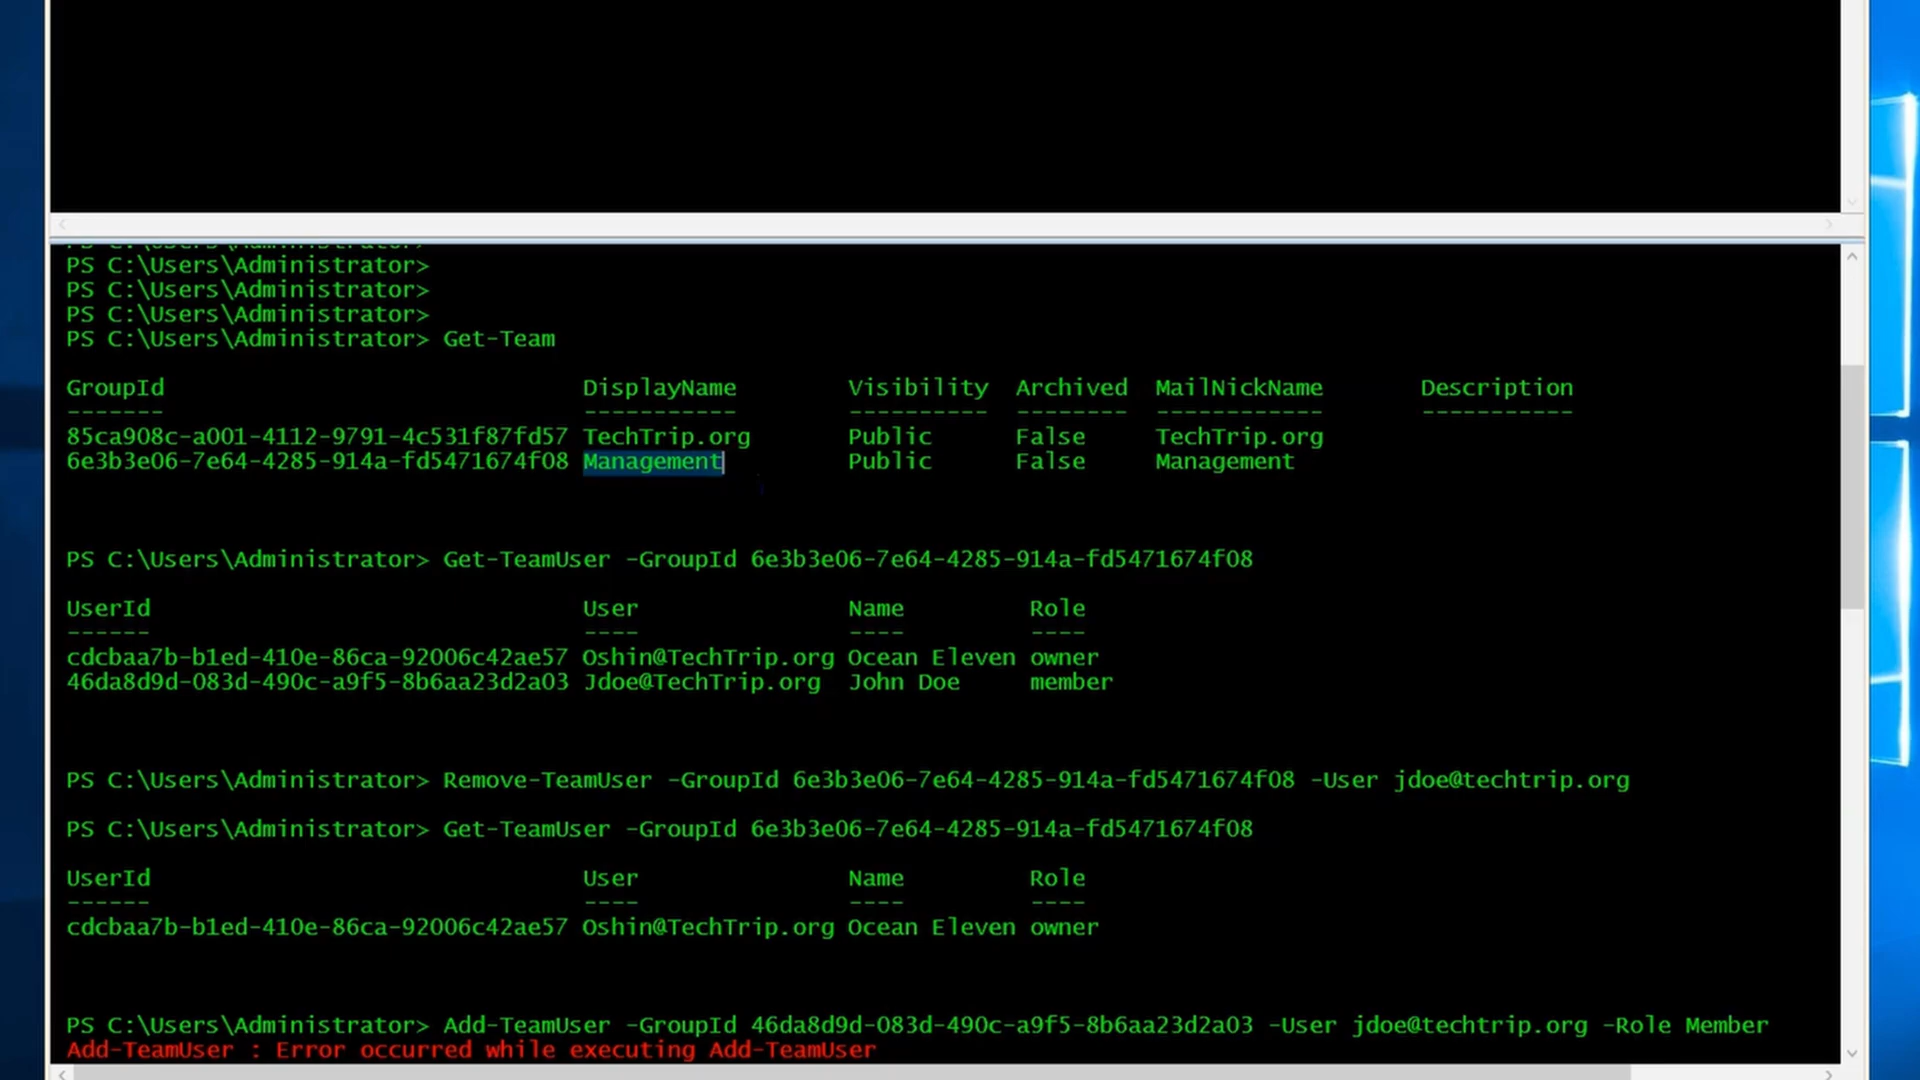 PS C:\Users\Administrator>
PS C:\Users\Administrator>
PS C:\Users\Administrator>
PS C:\Users\Administrator>
PS C:\Users\Administrator> Get-Team
GroupId DisplayName Visibility Archived MailNickName Description
------- ----------- ---------- -------- ------------ -----------
85ca908c-a001-4112-9791-4c531f87fd57 TechTrip.org Public False TechTrip.org
6e3b3e06-7e64-4285-914a-fd5471674f08 Management Public False Management
PS C:\Users\Administrator> Get-TeamUser -GroupId 6e3b3e06-7e64-4285-914a-fd5471674f08
UserId User Name Role
------ ---- ---- ----
cdcbaa7b-b1ed-410e-86ca-92006c42ae57 Oshin@TechTrip.org Ocean Eleven owner
46da8d9d-083d-490c-a9f5-8b6aa23d2a03 Jdoe@TechTrip.org John Doe member
PS C:\Users\Administrator> Remove-TeamUser -GroupId 6e3b3e06-7e64-4285-914a-fd5471674f08 -User jdoe@techtrip.org
PS C:\Users\Administrator> Get-TeamUser -GroupId 6e3b3e06-7e64-4285-914a-fd5471674f08
UserId User Name Role
------ ---- ---- ----
cdcbaa7b-b1ed-410e-86ca-92006c42ae57 Oshin@TechTrip.org Ocean Eleven owner
PS C:\Users\Administrator> Add-TeamUser -GroupId 46da8d9d-083d-490c-a9f5-8b6aa23d2a03 -User jdoe@techtrip.org -Role Member
Add-TeamUser : Error occurred while executing Add-TeamUser